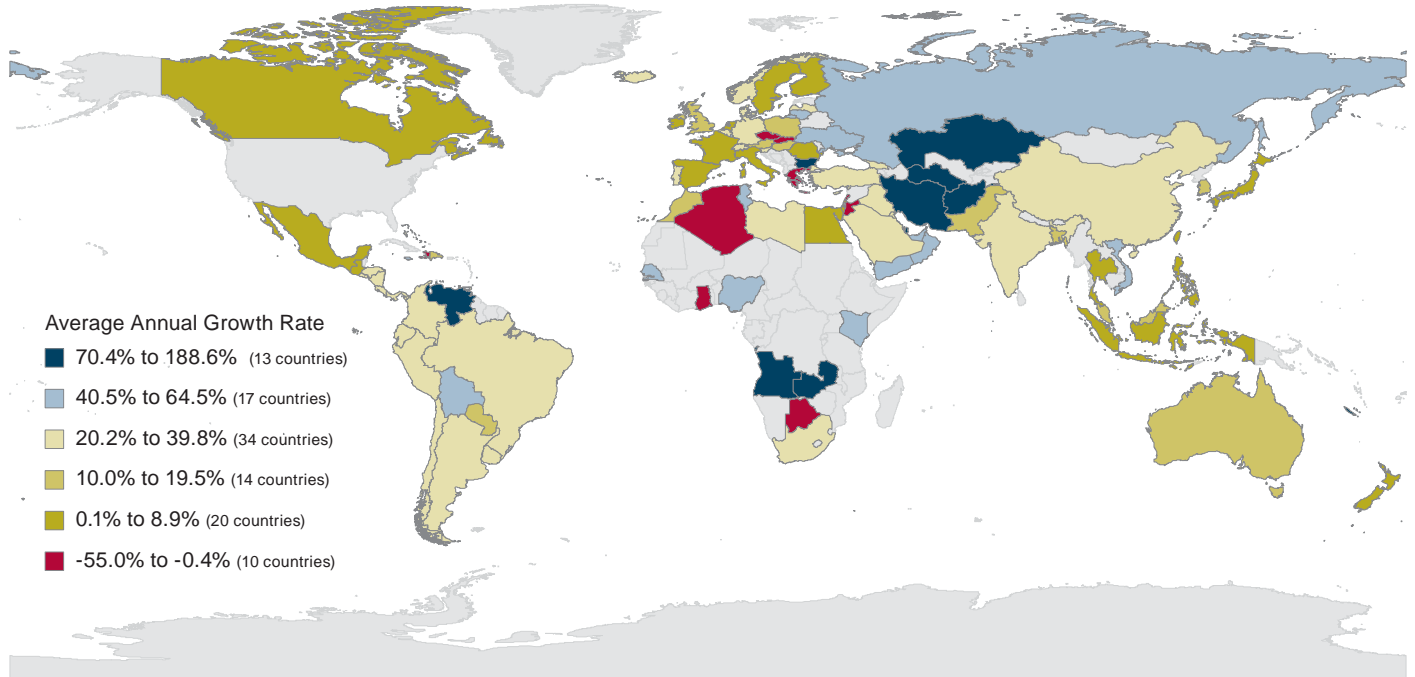 Average Annual Growth Rate
70.4% to 188.6% (13 countries)
40.5% to 64.5% (17 countries)
20.2% to 39.8% (34 countries)
10.0% to 19.5% (14 countries)
0.1% to 8.9% (20 countries)
-55.0% to -0.4% (10 countries)